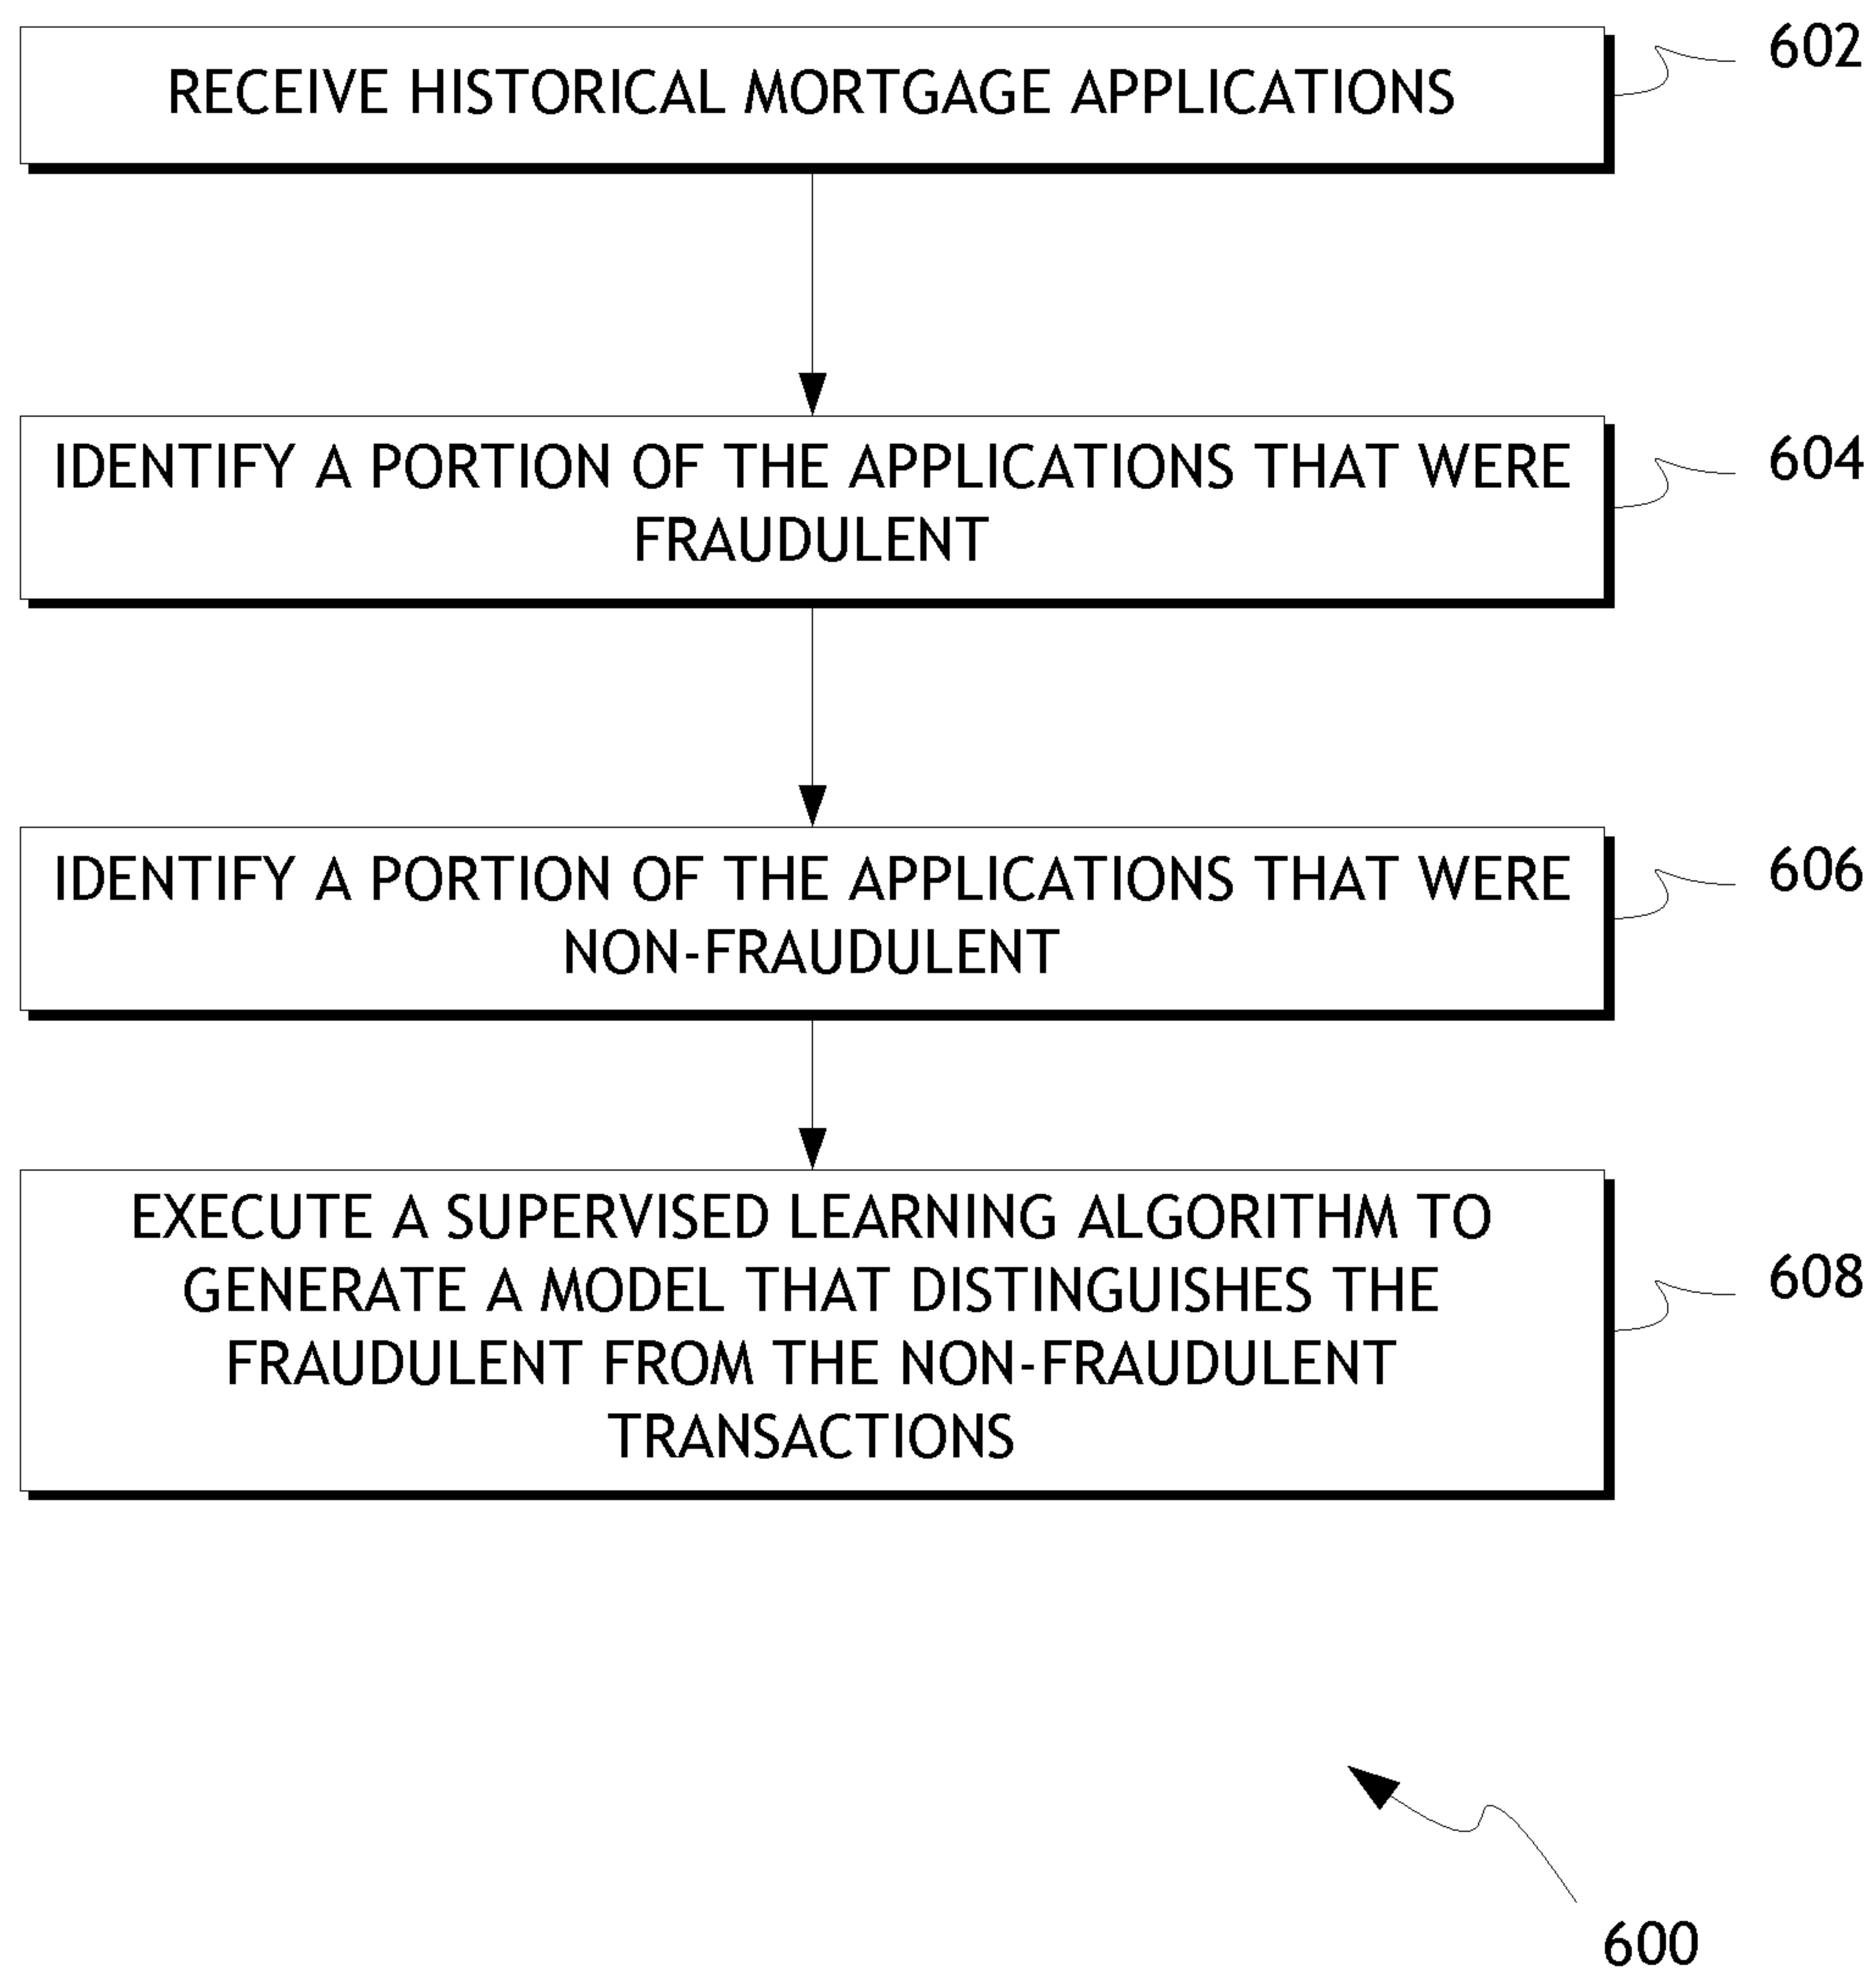 RECEIVE HISTORICAL MORTGAGE APPLICATIONS
602
IDENTIFY A PORTION OF THE APPLICATIONS THAT WERE
FRAUDULENT
604
IDENTIFY A PORTION OF THE APPLICATIONS THAT WERE
NON-FRAUDULENT
606
EXECUTE A SUPERVISED LEARNING ALGORITHM TO
GENERATE A MODEL THAT DISTINGUISHES THE
FRAUDULENT FROM THE NON-FRAUDULENT
TRANSACTIONS
608
600